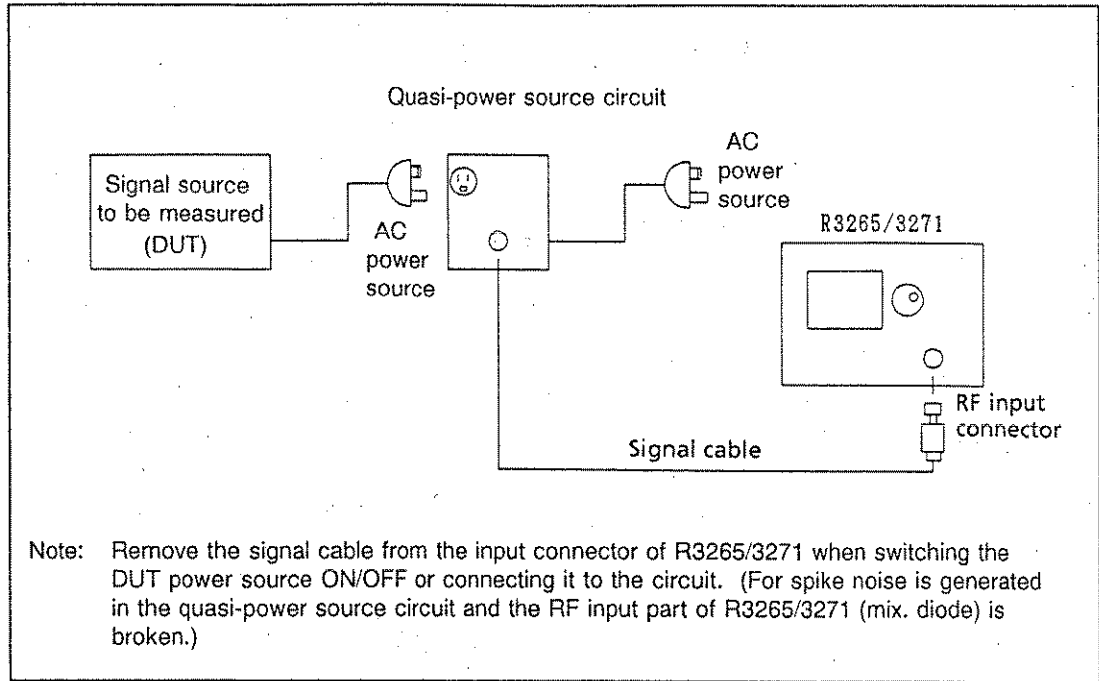 Quasi-power source circuit
Signal source
to be measured
(DUT)
AC
power
source
AC
power
source
R3265/3271
RF input
connector
Signal cable
Note: Remove the signal cable from the input connector of R3265/3271 when switching the
DUT power source ON/OFF or connecting it to the circuit. (For spike noise is generated
in the quasi-power source circuit and the RF input part of R3265/3271 (mix. diode) is
broken.)